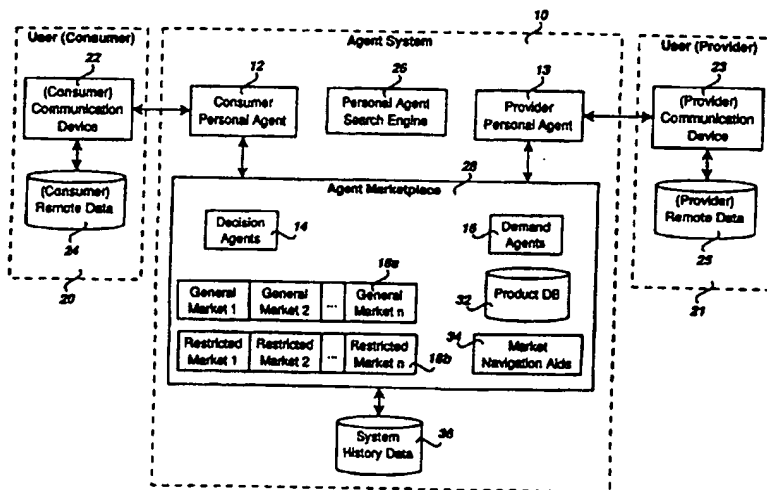 User (Consumer)
Agent System
10
User (Provider)
22
12
26
13
23
(Consumer)
Communication
Device
Consumer
Personal Agent
Personal Agent
Search Engine
Provider
Personal Agent
(Provider)
Communication
Device
Agent Marketplace
28
(Consumer)
Remote Data
24
20
(Provider)
Remote Data
25
21
Decision
Agents
14
16
Demand
Agents
18a
General
Market 1
General
Market 2
...
General
Market n
32
Product DB
Restricted
Market 1
Restricted
Market 2
...
Restricted
Market n
18b
34
Market
Navigation Aids
System
History Data
36